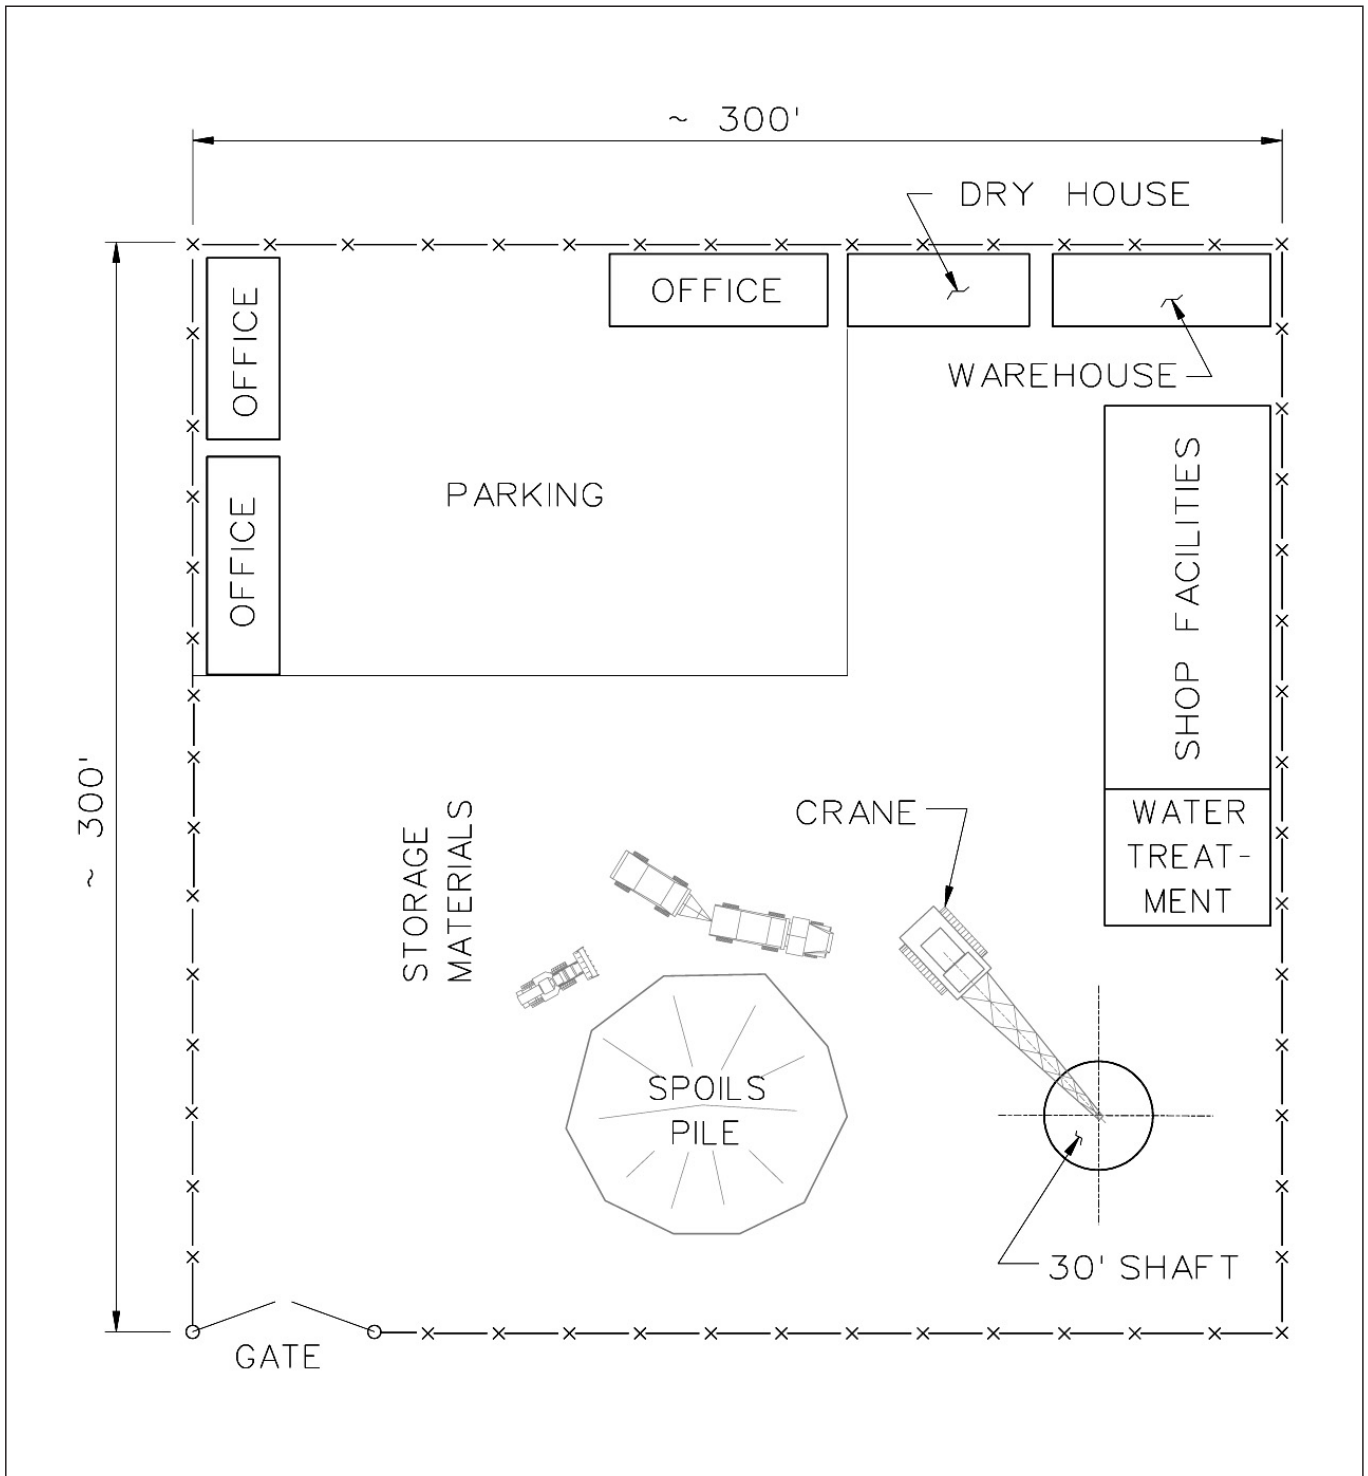 ~ 300'
DRY HOUSE
OFFICE
OFFICE
WAREHOUSE
PARKING
OFFICE
SHOP FACILITIES
~ 300'
STORAGE
MATERIALS
CRANE
WATER
TREAT-
MENT
SPOILS
PILE
30' SHAFT
GATE